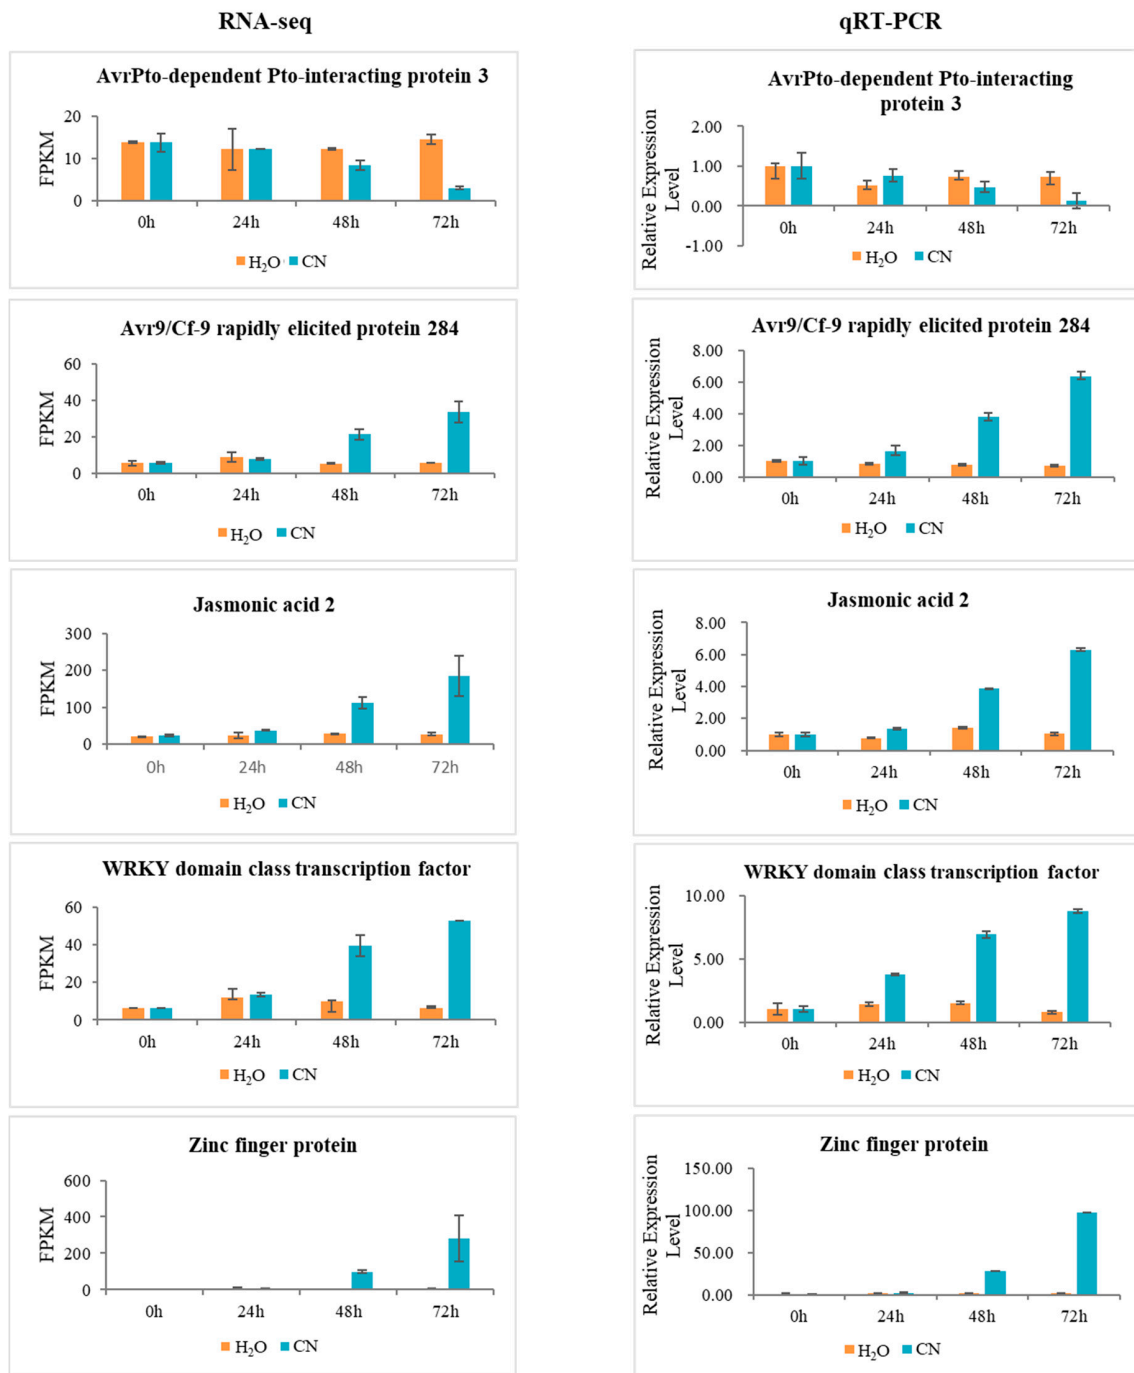 RNA-seq
qRT-PCR
AvrPto-dependent Pto-interacting protein 3
FPKM
20
10
0
0h 24h 48h 72h
H₂O CN
AvrPto-dependent Pto-interacting
protein 3
Relative Expression
Level
2.00
1.00
0.00
-1.00
0h 24h 48h 72h
H₂O CN
Avr9/Cf-9 rapidly elicited protein 284
FPKM
60
40
20
0
0h 24h 48h 72h
H₂O CN
Avr9/Cf-9 rapidly elicited protein 284
Relative Expression
Level
8.00
6.00
4.00
2.00
0.00
0h 24h 48h 72h
H₂O CN
Jasmonic acid 2
FPKM
300
200
100
0
0h 24h 48h 72h
H₂O CN
Jasmonic acid 2
Relative Expression
Level
8.00
6.00
4.00
2.00
0.00
0h 24h 48h 72h
H₂O CN
WRKY domain class transcription factor
FPKM
60
40
20
0
0h 24h 48h 72h
H₂O CN
WRKY domain class transcription factor
Relative Expression
Level
10.00
5.00
0.00
0h 24h 48h 72h
H₂O CN
Zinc finger protein
FPKM
600
400
200
0
0h 24h 48h 72h
H₂O CN
Zinc finger protein
Relative Expression
Level
150.00
100.00
50.00
0.00
0h 24h 48h 72h
H₂O CN